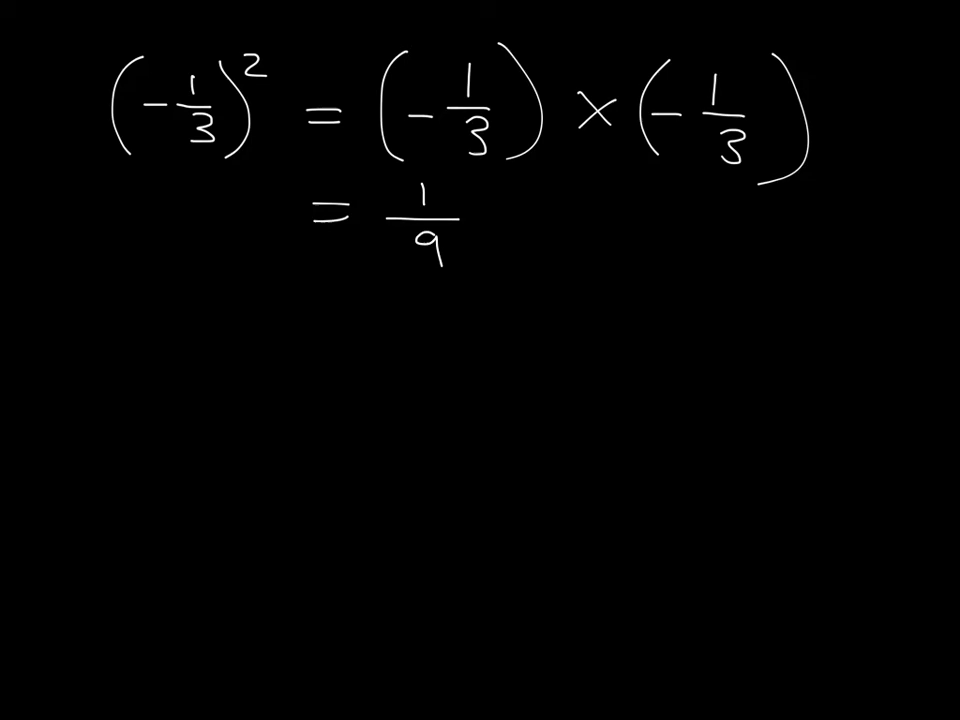 (-1/3)² = (-1/3) × (-1/3)
= 1/9